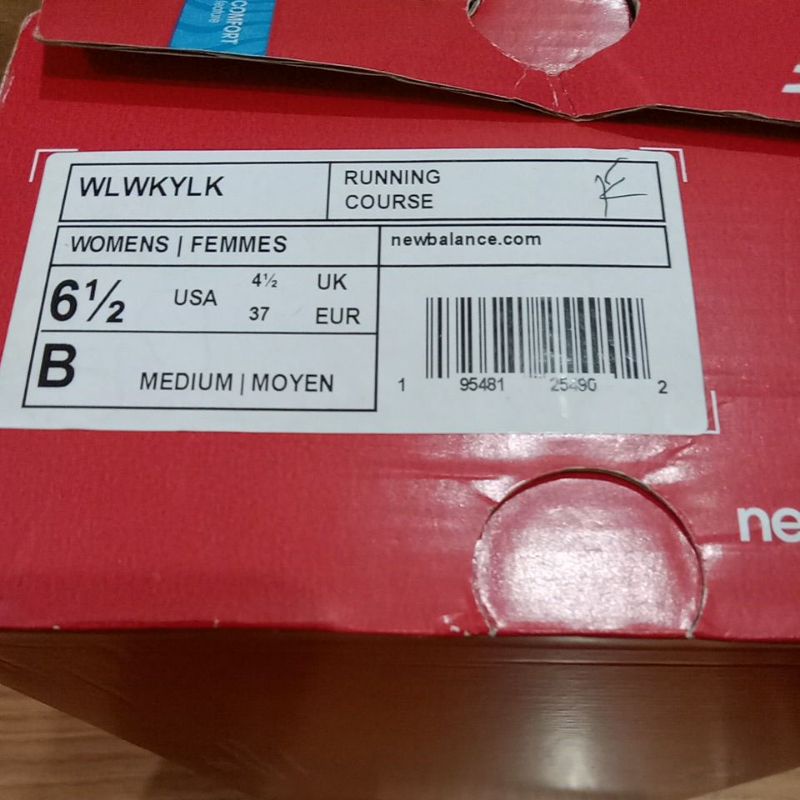 COMFORT
feature
WLWKYLK
RUNNING
COURSE
WOMENS | FEMMES
newbalance.com
6½ USA 4½ UK
37 EUR
B MEDIUM | MOYEN
1 95481 25490 2
ne